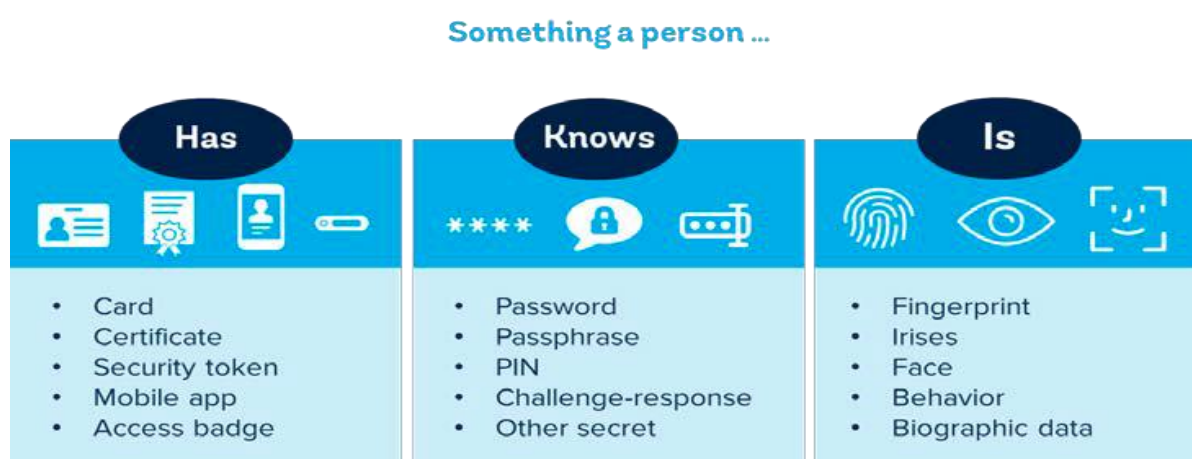 Something a person ...
Has
Knows
Is
****
• Card
• Certificate
• Security token
• Mobile app
• Access badge
• Password
• Passphrase
• PIN
• Challenge-response
• Other secret
• Fingerprint
• Irises
• Face
• Behavior
• Biographic data